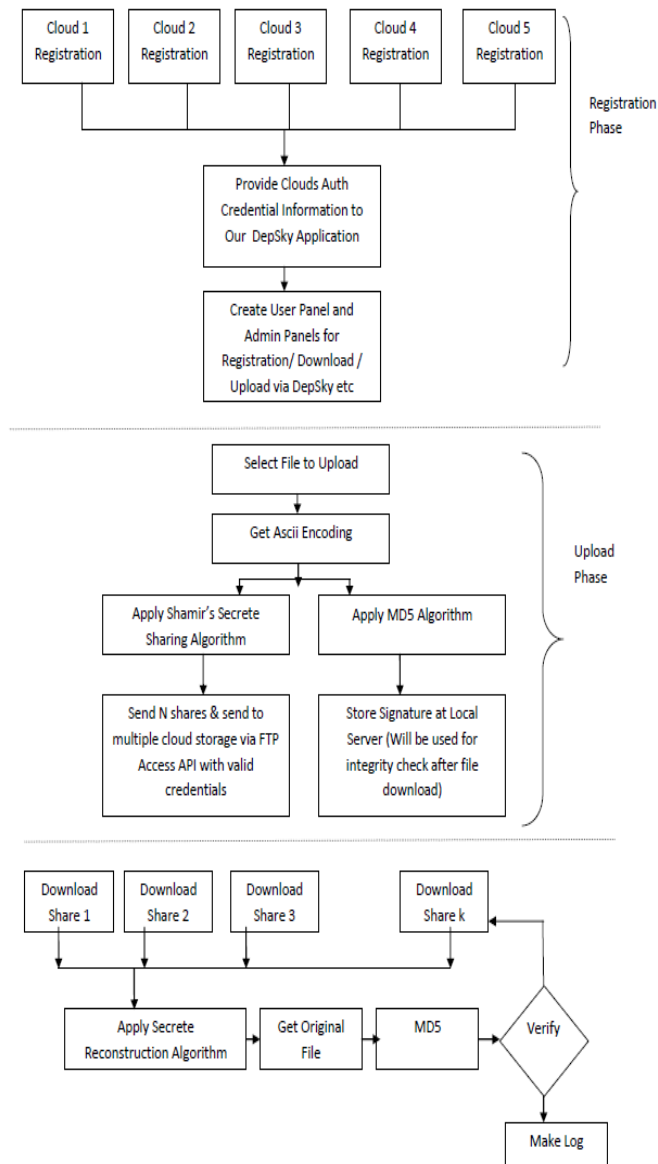 Cloud 1
Registration
Cloud 2
Registration
Cloud 3
Registration
Cloud 4
Registration
Cloud 5
Registration
Registration
Phase
Provide Clouds Auth
Credential Information to
Our DepSky Application
Create User Panel and
Admin Panels for
Registration/ Download /
Upload via DepSky etc
Select File to Upload
Get Ascii Encoding
Upload
Phase
Apply Shamir's Secrete
Sharing Algorithm
Apply MD5 Algorithm
Send N shares & send to
multiple cloud storage via FTP
Access API with valid
credentials
Store Signature at Local
Server (Will be used for
integrity check after file
download)
Download
Share 1
Download
Share 2
Download
Share 3
Download
Share k
Apply Secrete
Reconstruction Algorithm
Get Original
File
MD5
Verify
Make Log